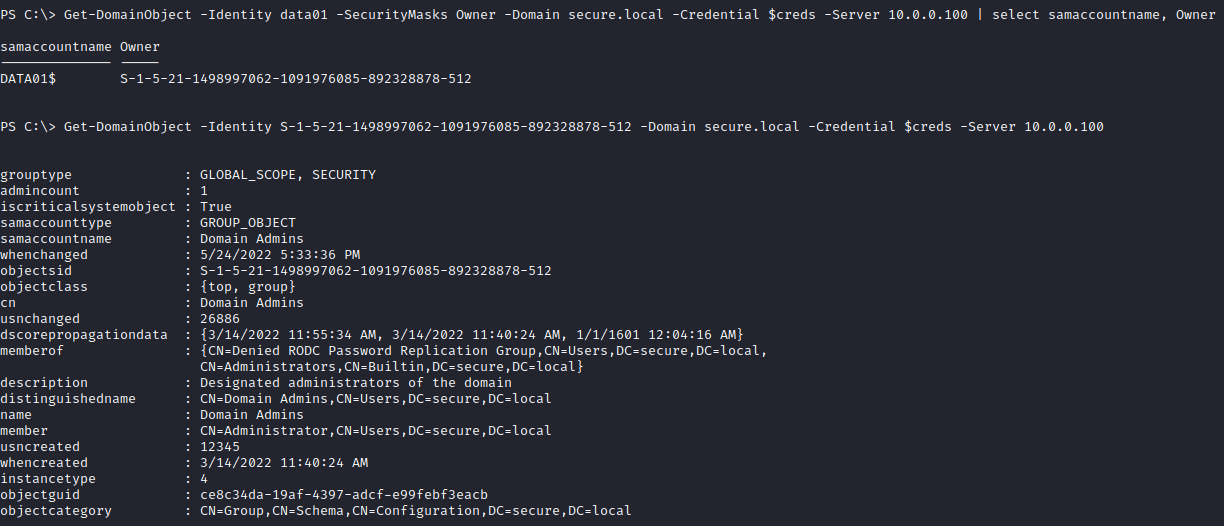 PS C:\> Get-DomainObject -Identity data01 -SecurityMasks Owner -Domain secure.local -Credential $creds -Server 10.0.0.100 | select samaccountname, Owner
samaccountname Owner
-------------- -----
DATA01$        S-1-5-21-1498997062-1091976085-892328878-512
PS C:\> Get-DomainObject -Identity S-1-5-21-1498997062-1091976085-892328878-512 -Domain secure.local -Credential $creds -Server 10.0.0.100
grouptype              : GLOBAL_SCOPE, SECURITY
admincount             : 1
iscriticalsystemobject : True
samaccounttype         : GROUP_OBJECT
samaccountname         : Domain Admins
whenchanged            : 5/24/2022 5:33:36 PM
objectsid              : S-1-5-21-1498997062-1091976085-892328878-512
objectclass            : {top, group}
cn                     : Domain Admins
usnchanged             : 26886
dscorepropagationdata  : {3/14/2022 11:55:34 AM, 3/14/2022 11:40:24 AM, 1/1/1601 12:04:16 AM}
memberof               : {CN=Denied RODC Password Replication Group,CN=Users,DC=secure,DC=local,
                         CN=Administrators,CN=Builtin,DC=secure,DC=local}
description            : Designated administrators of the domain
distinguishedname      : CN=Domain Admins,CN=Users,DC=secure,DC=local
name                   : Domain Admins
member                 : CN=Administrator,CN=Users,DC=secure,DC=local
usncreated             : 12345
whencreated            : 3/14/2022 11:40:24 AM
instancetype           : 4
objectguid             : ce8c34da-19af-4397-adcf-e99febf3eacb
objectcategory         : CN=Group,CN=Schema,CN=Configuration,DC=secure,DC=local